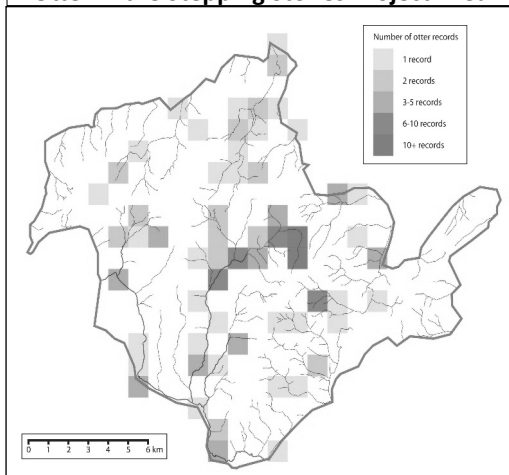 Number of otter records
1 record
2 records
3-5 records
6-10 records
10+ records
0 1 2 3 4 5 6 km